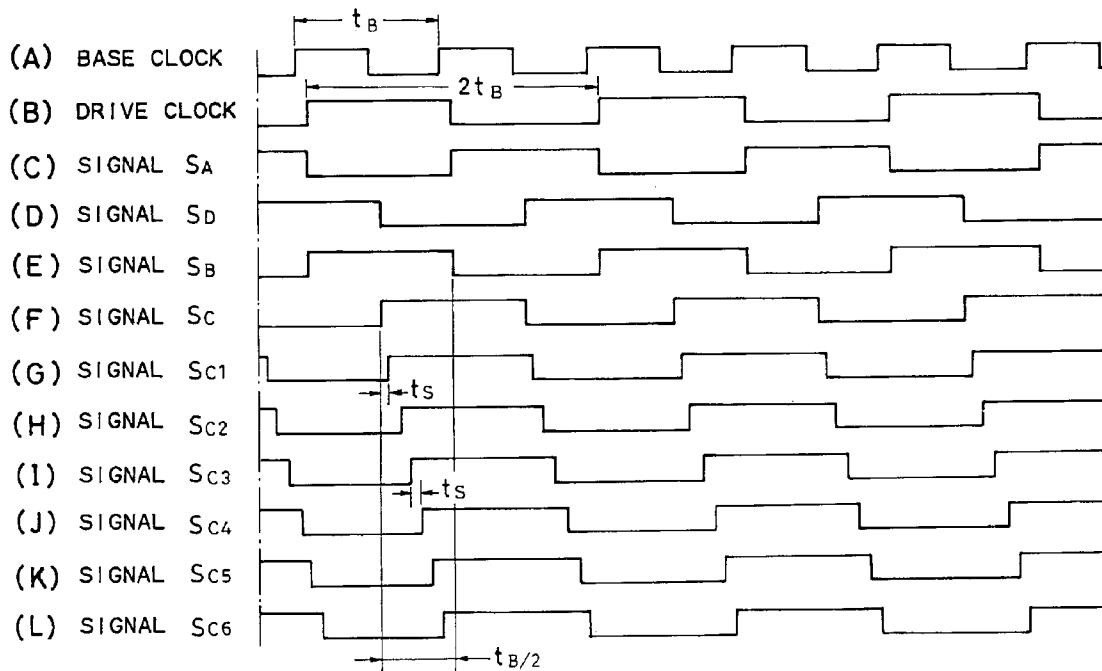 tB
(A) BASE CLOCK
2tB
(B) DRIVE CLOCK
(C) SIGNAL SA
(D) SIGNAL SD
(E) SIGNAL SB
(F) SIGNAL SC
(G) SIGNAL SC1
tS
(H) SIGNAL SC2
(I) SIGNAL SC3
tS
(J) SIGNAL SC4
(K) SIGNAL SC5
(L) SIGNAL SC6
tB/2